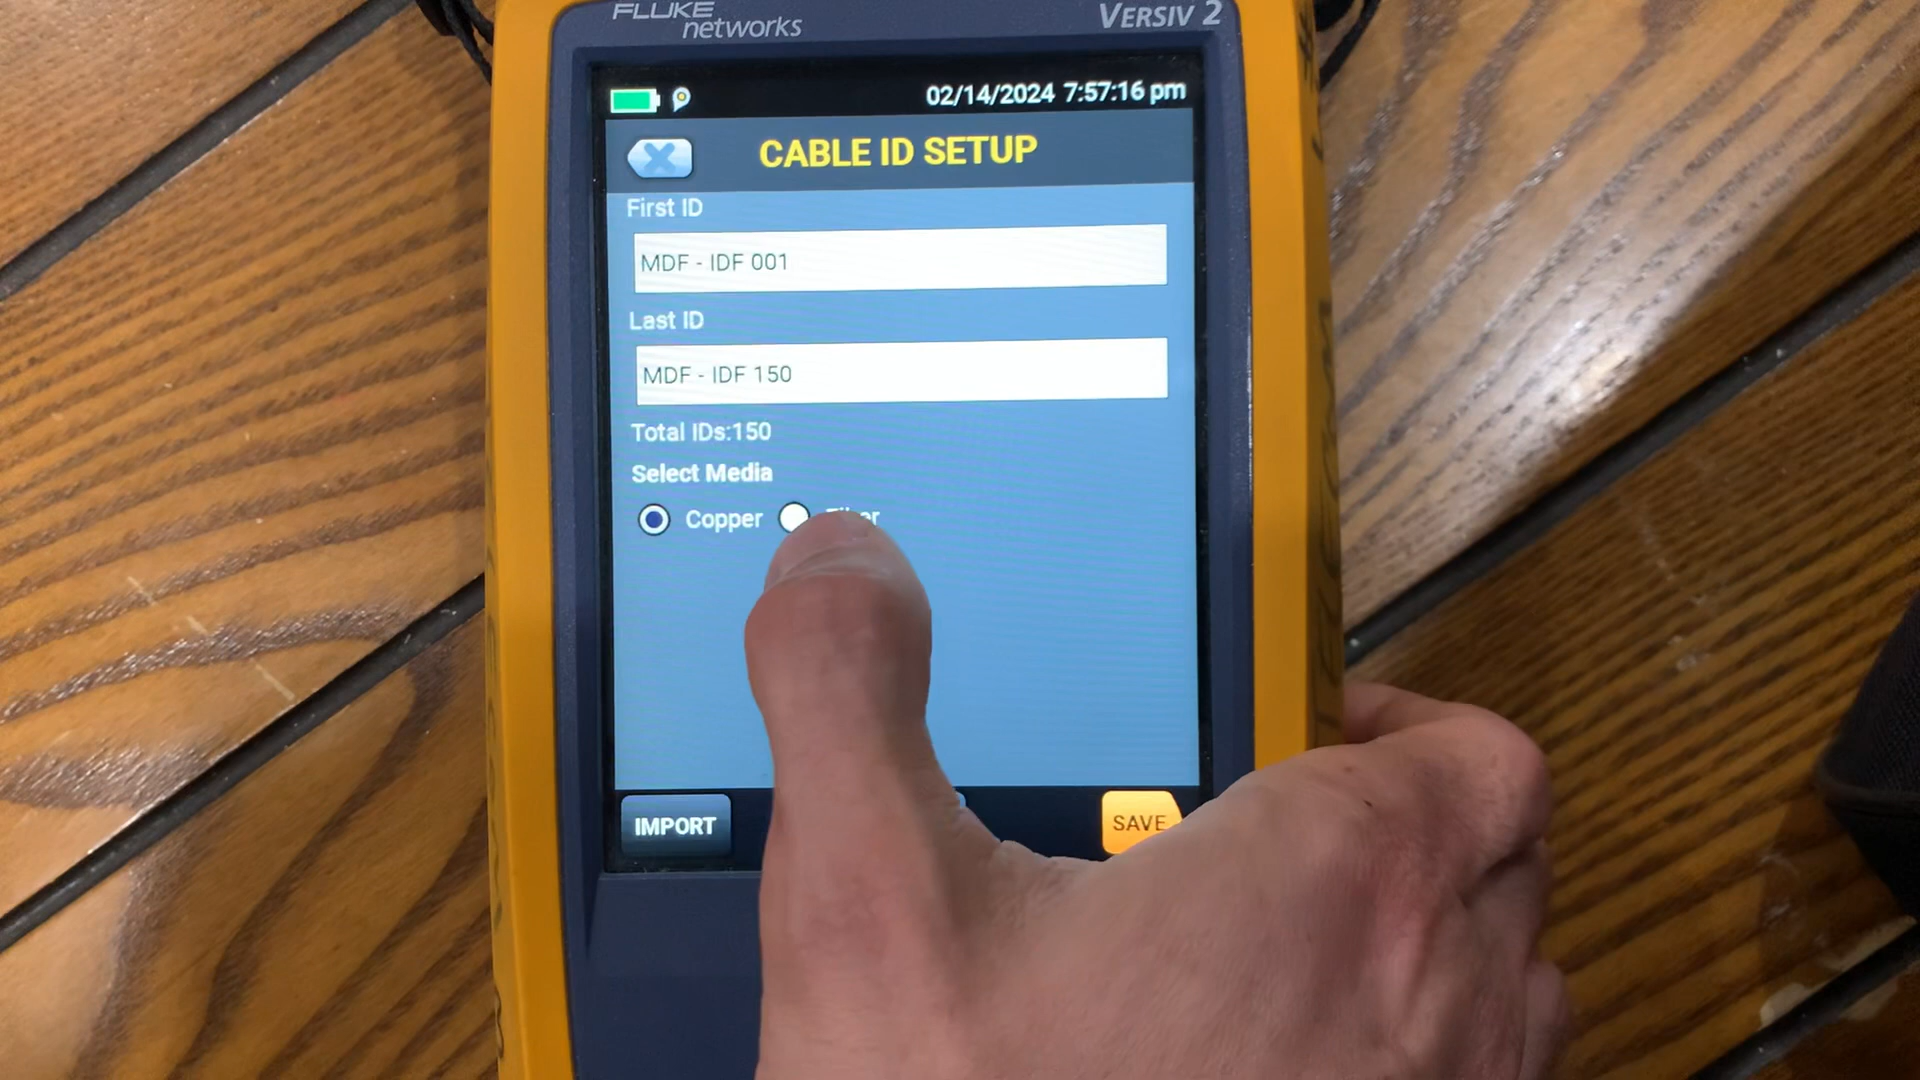 FLUKE
networks
VERSIV 2
02/14/2024 7:57:16 pm
CABLE ID SETUP
First ID
MDF - IDF 001
Last ID
MDF - IDF 150
Total IDs:150
Select Media
Copper Fiber
IMPORT
SAVE